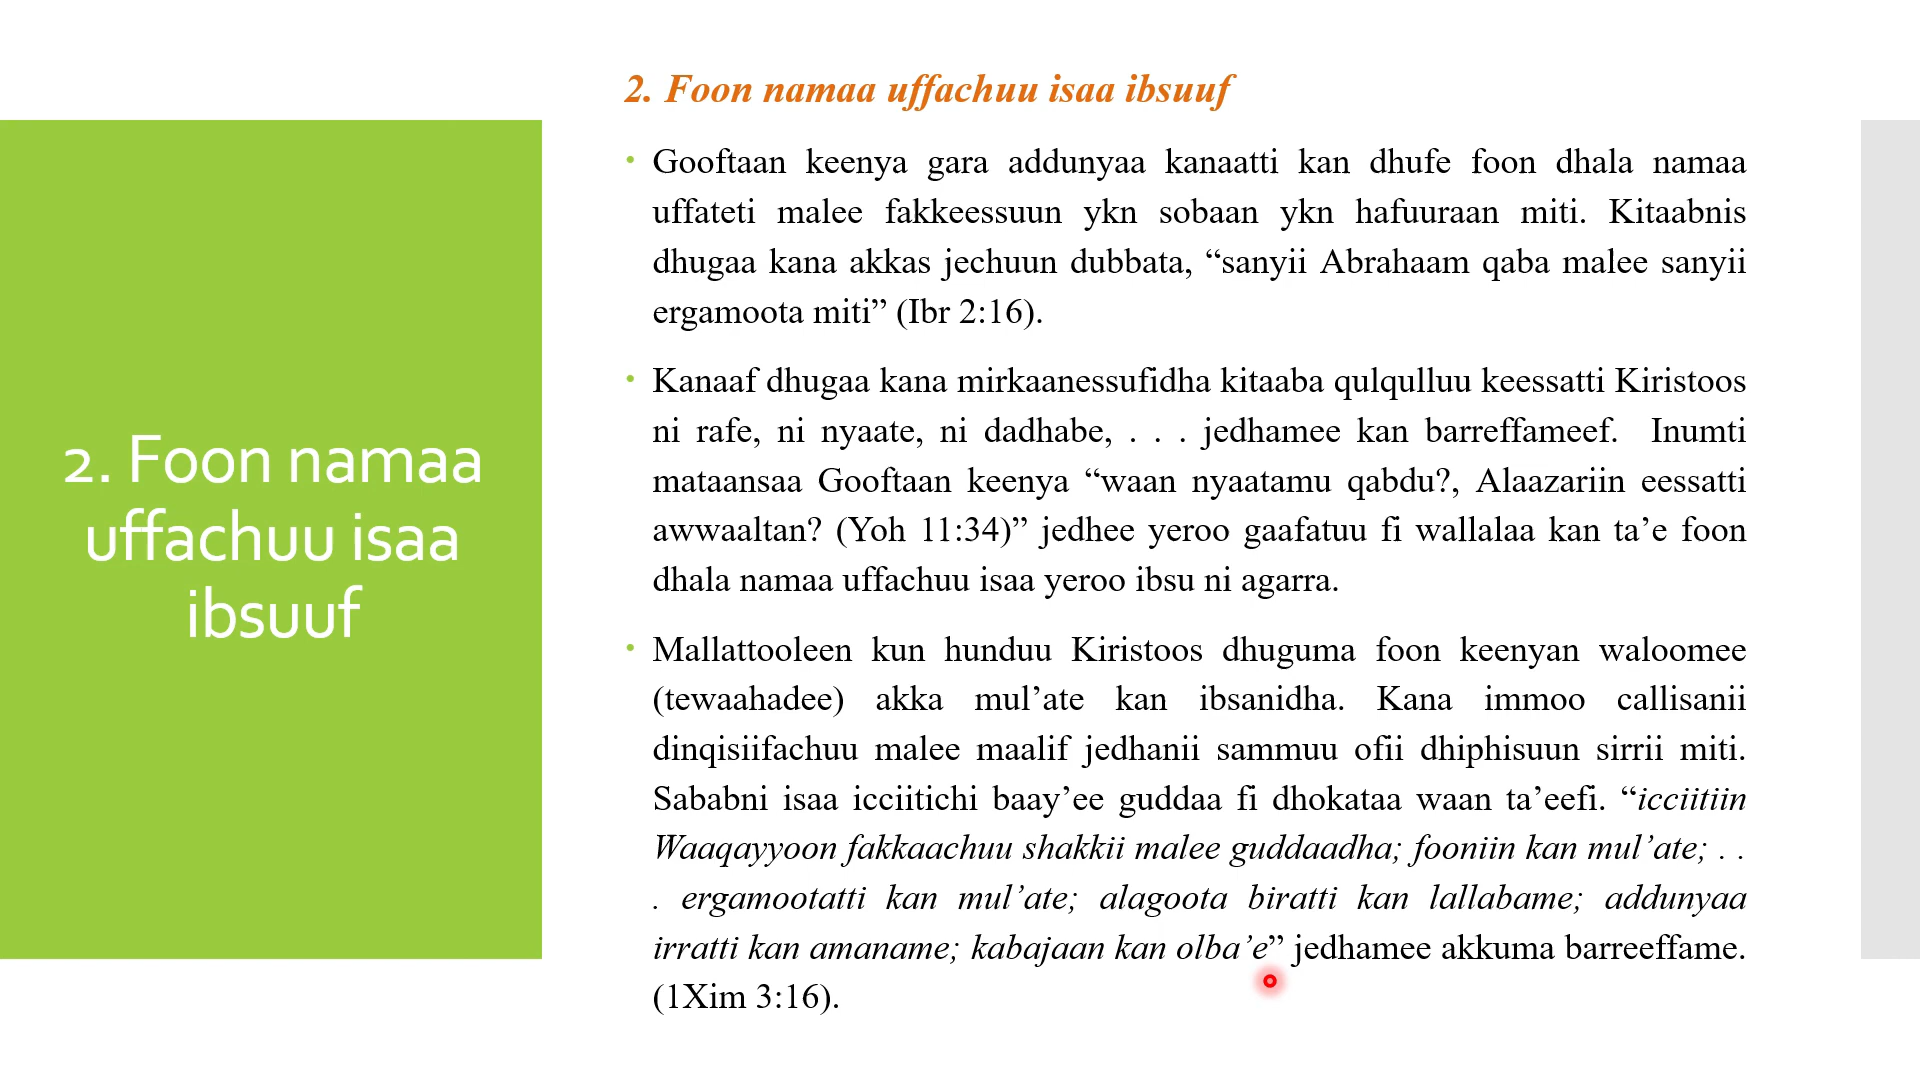 2. Foon namaa
uffachuu isaa
ibsuuf
2. Foon namaa uffachuu isaa ibsuuf
• Gooftaan keenya gara addunyaa kanaatti kan dhufe foon dhala namaa
uffateti malee fakkeessuun ykn sobaan ykn hafuuraan miti. Kitaabnis
dhugaa kana akkas jechuun dubbata, “sanyii Abrahaam qaba malee sanyii
ergamoota miti” (Ibr 2:16).
• Kanaaf dhugaa kana mirkaanessufidha kitaaba qulqulluu keessatti Kiristoos
ni rafe, ni nyaate, ni dadhabe, . . . jedhamee kan barreffameef. Inumti
mataansaa Gooftaan keenya “waan nyaatamu qabdu?, Alaazariin eessatti
awwaaltan? (Yoh 11:34)” jedhee yeroo gaafatuu fi wallalaa kan ta’e foon
dhala namaa uffachuu isaa yeroo ibsu ni agarra.
• Mallattooleen kun hunduu Kiristoos dhuguma foon keenyan waloomee
(tewaahadee) akka mul’ate kan ibsanidha. Kana immoo callisanii
dinqisiifachuu malee maalif jedhanii sammuu ofii dhiphisuun sirrii miti.
Sababni isaa icciitichi baay’ee guddaa fi dhokataa waan ta’eefi. “icciitiin
Waaqayyoon fakkaachuu shakkii malee guddaadha; fooniin kan mul’ate; . .
. ergamootatti kan mul’ate; alagoota biratti kan lallabame; addunyaa
irratti kan amaname; kabajaan kan olba’e” jedhamee akkuma barreeffame.
(1Xim 3:16).